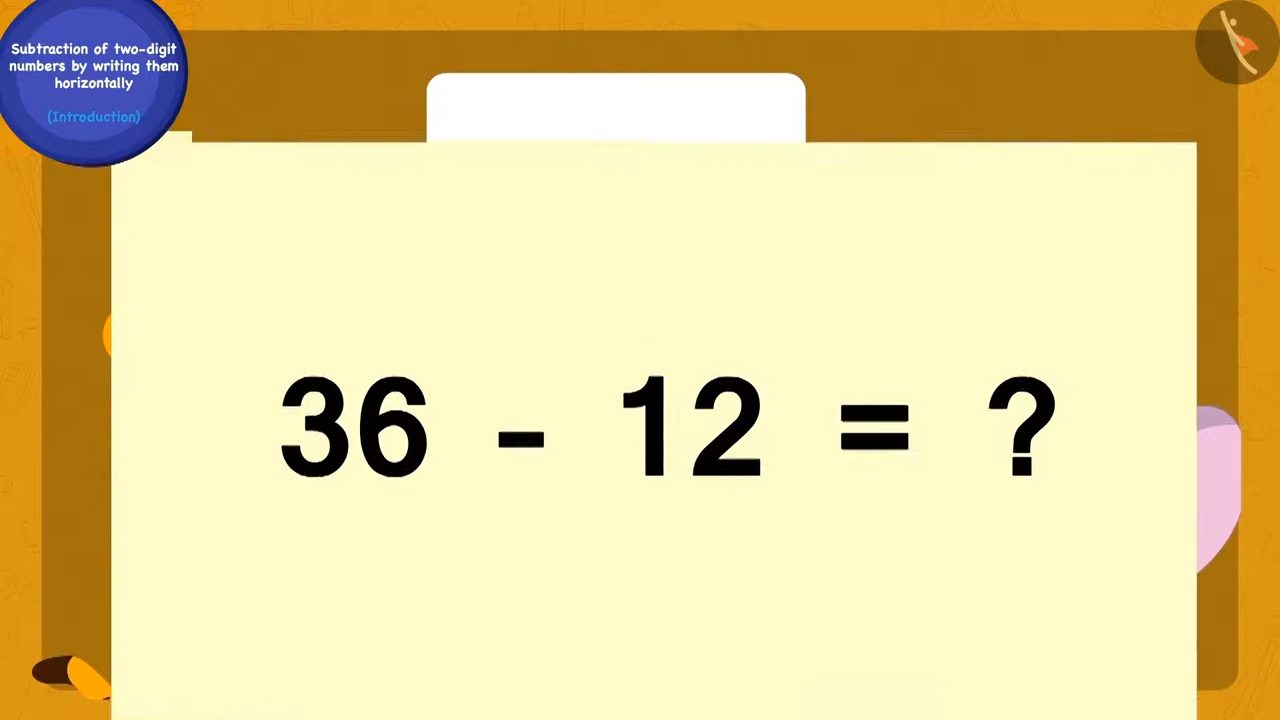 Subtraction of two-digit
numbers by writing them
horizontally
(Introduction)
36 - 12 = ?